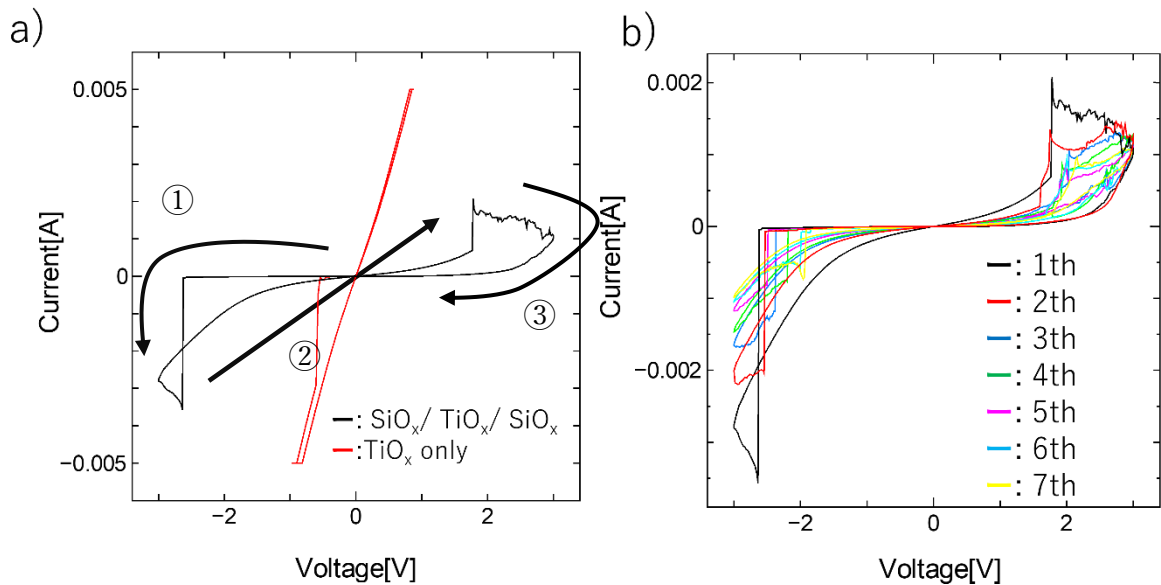 a)
0.005
0
−0.005
Current[A]
−2
0
2
Voltage[V]
①
②
③
: SiOx/ TiOx/ SiOx
:TiOx only
b)
0.002
0
−0.002
Current[A]
−2
0
2
Voltage[V]
: 1th
: 2th
: 3th
: 4th
: 5th
: 6th
: 7th